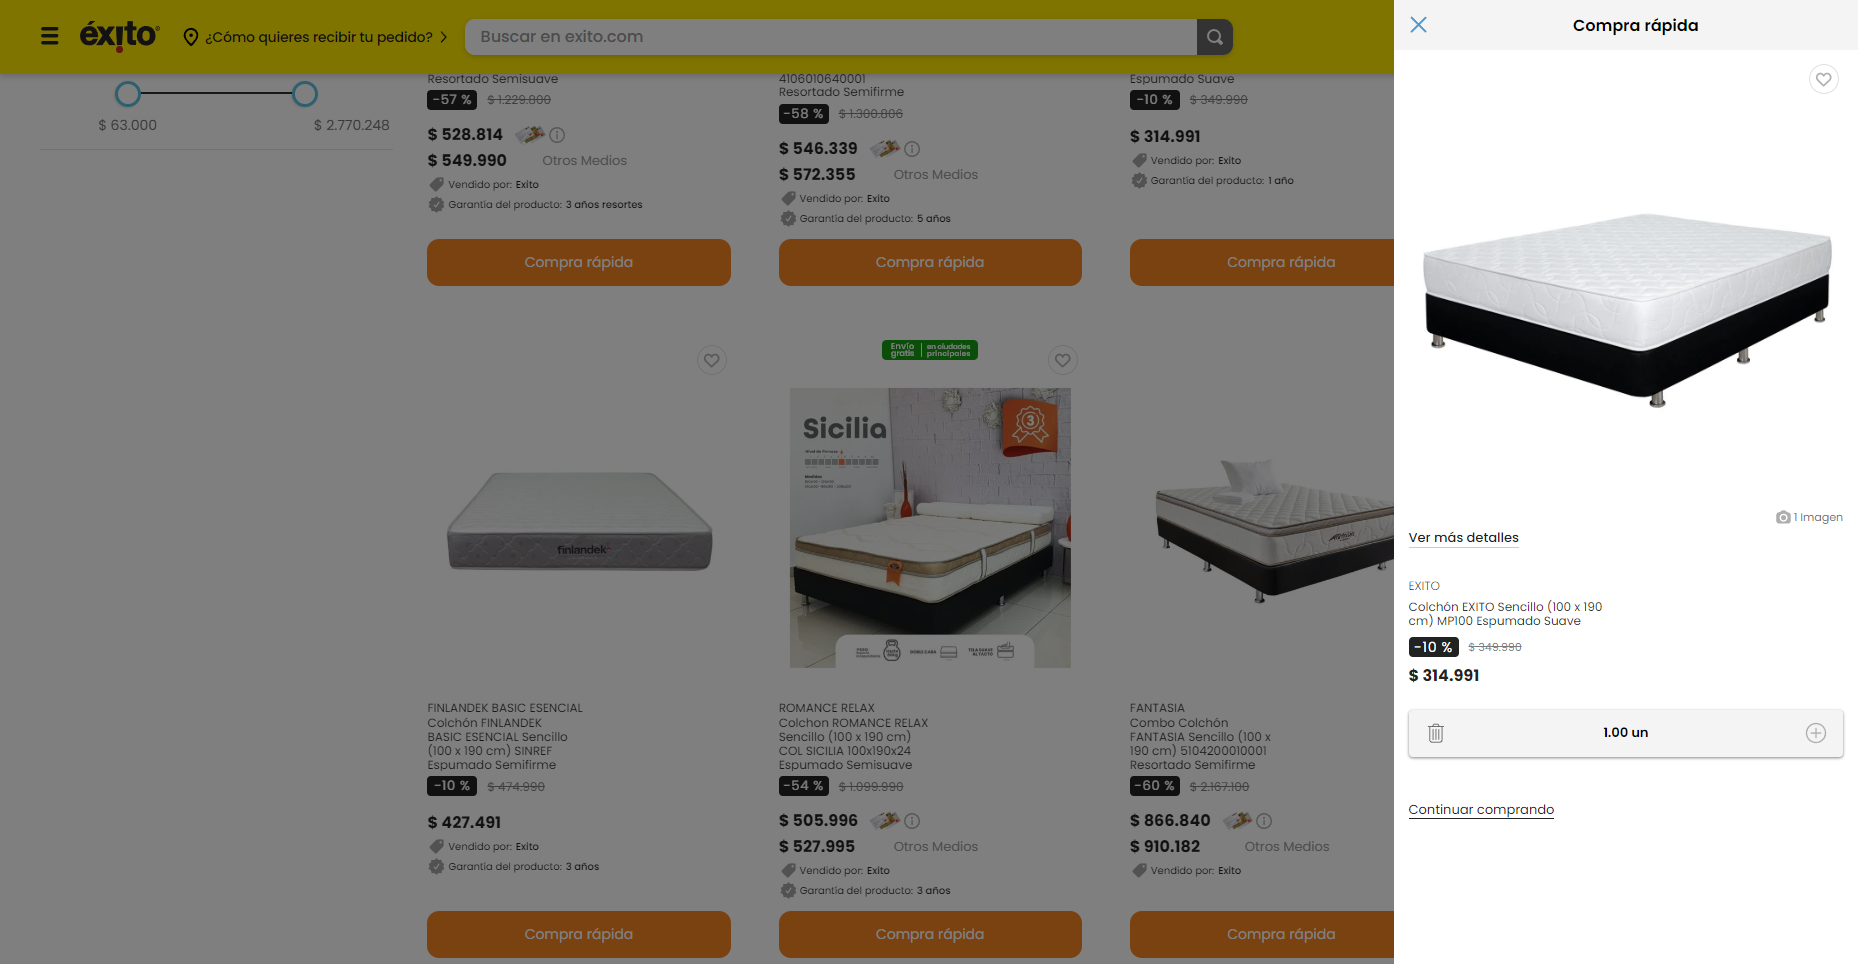 éxito
¿Cómo quieres recibir tu pedido?
Buscar en exito.com
$ 63.000
$ 2.770.248
Resortado Semisuave
-57 % $ 1.229.800
$ 528.814
$ 549.990 Otros Medios
Vendido por: Exito
Garantía del producto: 3 años resortes
Compra rápida
4106010640001
Resortado Semifirme
-58 % $ 1.300.806
$ 546.339
$ 572.355 Otros Medios
Vendido por: Exito
Garantía del producto: 5 años
Compra rápida
Espumado Suave
-10 % $ 349.990
$ 314.991
Vendido por: Exito
Garantía del producto: 1 año
Compra rápida
finlandek
FINLANDEK BASIC ESENCIAL
Colchón FINLANDEK
BASIC ESENCIAL Sencillo
(100 x 190 cm) SINREF
Espumado Semifirme
-10 % $ 474.990
$ 427.491
Vendido por: Exito
Garantía del producto: 3 años
Compra rápida
Envío gratis en ciudades principales
Sicilia
3
ROMANCE RELAX
Colchon ROMANCE RELAX
Sencillo (100 x 190 cm)
COL SICILIA 100x190x24
Espumado Semisuave
-54 % $ 1.099.990
$ 505.996
$ 527.995 Otros Medios
Vendido por: Exito
Garantía del producto: 3 años
Compra rápida
FANTASIA
Combo Colchón
FANTASIA Sencillo (100 x
190 cm) 5104200010001
Resortado Semifirme
-60 % $ 2.167.100
$ 866.840
$ 910.182 Otros Medios
Vendido por: Exito
Compra rápida
Compra rápida
1 Imagen
Ver más detalles
EXITO
Colchón EXITO Sencillo (100 x 190
cm) MP100 Espumado Suave
-10 % $ 349.990
$ 314.991
1.00 un
Continuar comprando